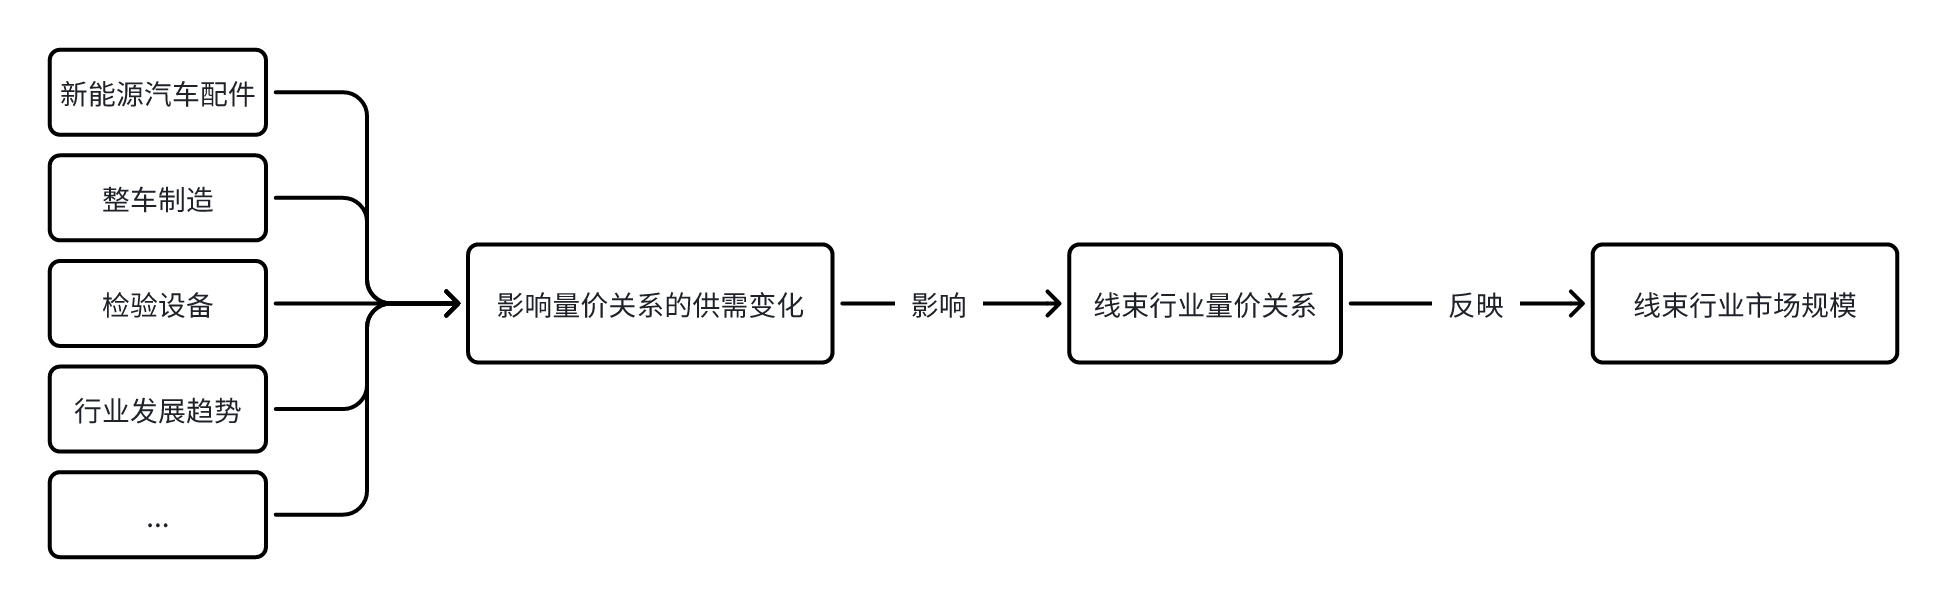 新能源汽车配件
整车制造
检验设备
行业发展趋势
...
影响量价关系的供需变化
影响
线束行业量价关系
反映
线束行业市场规模